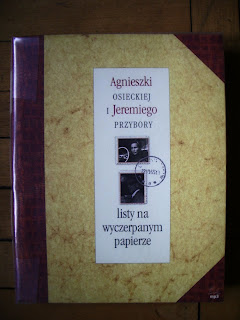 Agnieszki
OSIECKIEJ
i Jeremiego
PRZYBORY
listy na
wyczerpanym
papierze